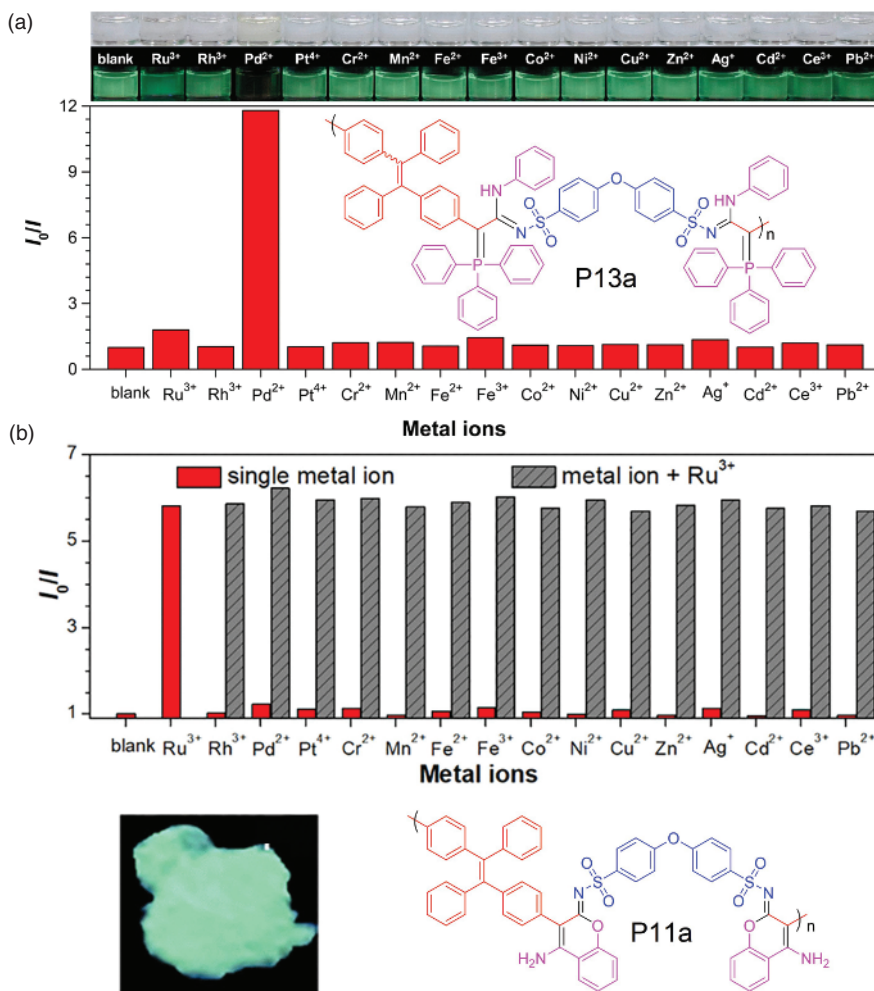 (a)
blank Ru³⁺ Rh³⁺ Pd²⁺ Pt⁴⁺ Cr²⁺ Mn²⁺ Fe²⁺ Fe³⁺ Co²⁺ Ni²⁺ Cu²⁺ Zn²⁺ Ag⁺ Cd²⁺ Ce³⁺ Pb²⁺
12
9
6
3
0
I₀/I
HN
O
O
S
O
N
O
S
O
N
HN
P
P
n
P13a
blank Ru³⁺ Rh³⁺ Pd²⁺ Pt⁴⁺ Cr²⁺ Mn²⁺ Fe²⁺ Fe³⁺ Co²⁺ Ni²⁺ Cu²⁺ Zn²⁺ Ag⁺ Cd²⁺ Ce³⁺ Pb²⁺
Metal ions
(b)
7
5
3
1
I₀/I
single metal ion
metal ion + Ru³⁺
blank Ru³⁺ Rh³⁺ Pd²⁺ Pt⁴⁺ Cr²⁺ Mn²⁺ Fe²⁺ Fe³⁺ Co²⁺ Ni²⁺ Cu²⁺ Zn²⁺ Ag⁺ Cd²⁺ Ce³⁺ Pb²⁺
Metal ions
O
O
S
O
N
O
S
O
N
O
H₂N
O
NH₂
n
P11a